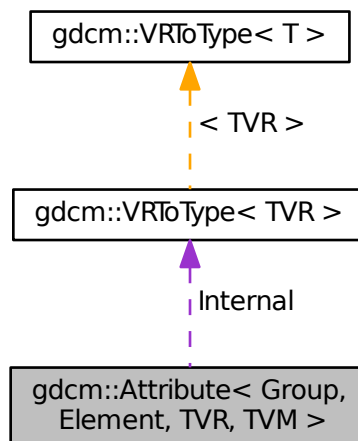 gdcm::VRToType< T >
< TVR >
gdcm::VRToType< TVR >
Internal
gdcm::Attribute< Group,
Element, TVR, TVM >